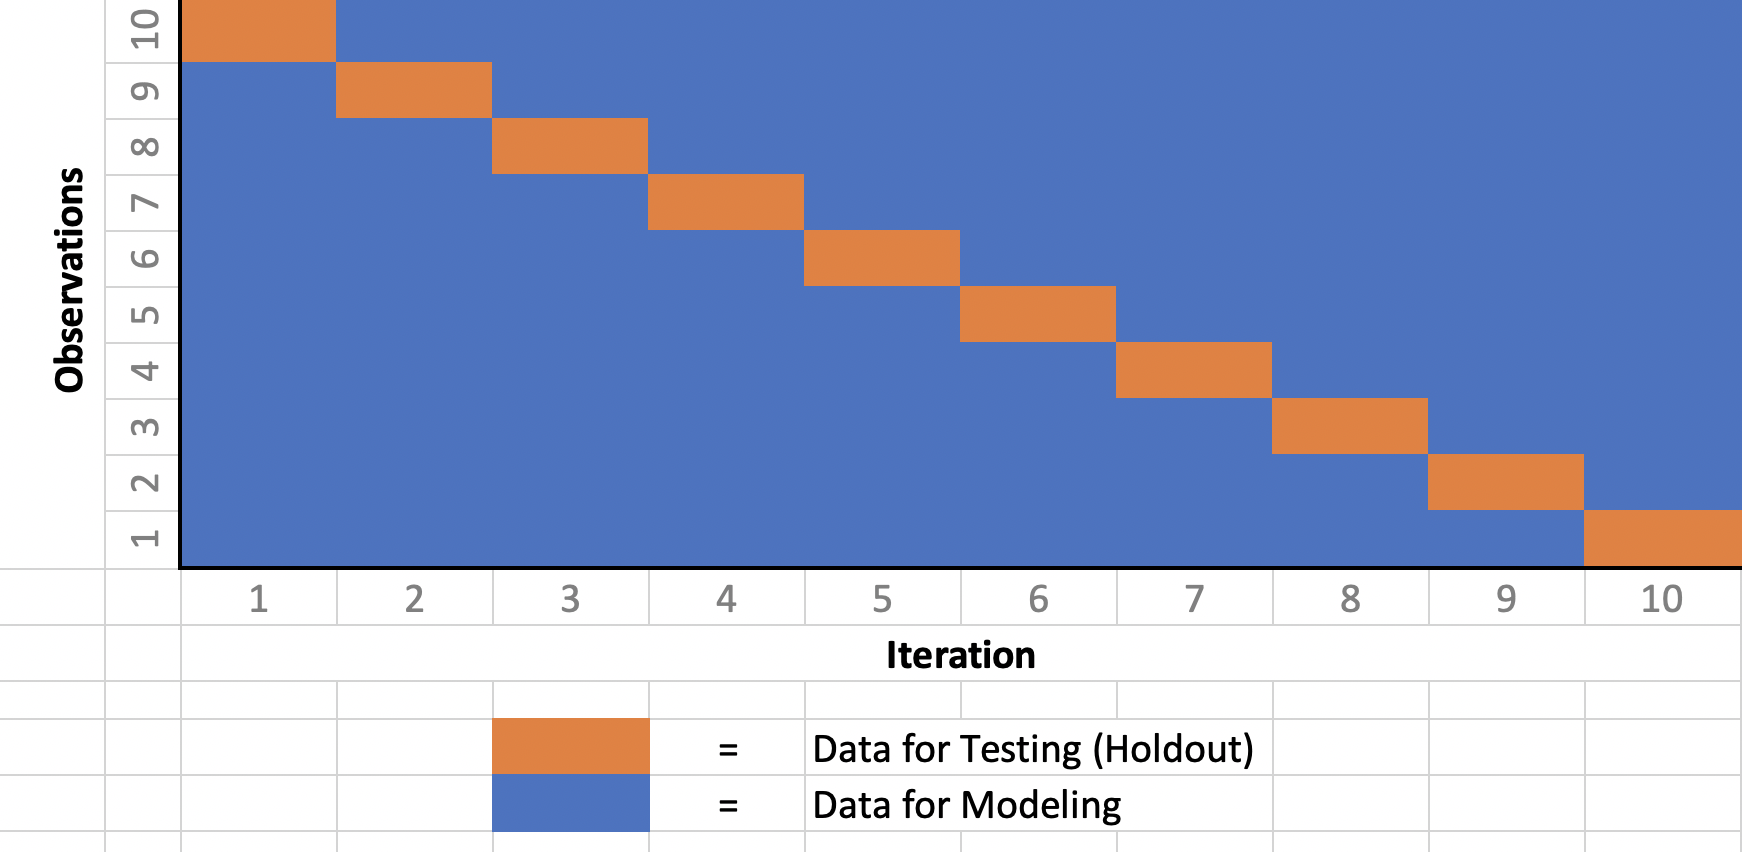 Observations
10
9
8
7
6
5
4
3
2
1
1 2 3 4 5 6 7 8 9 10
Iteration
= Data for Testing (Holdout)
= Data for Modeling